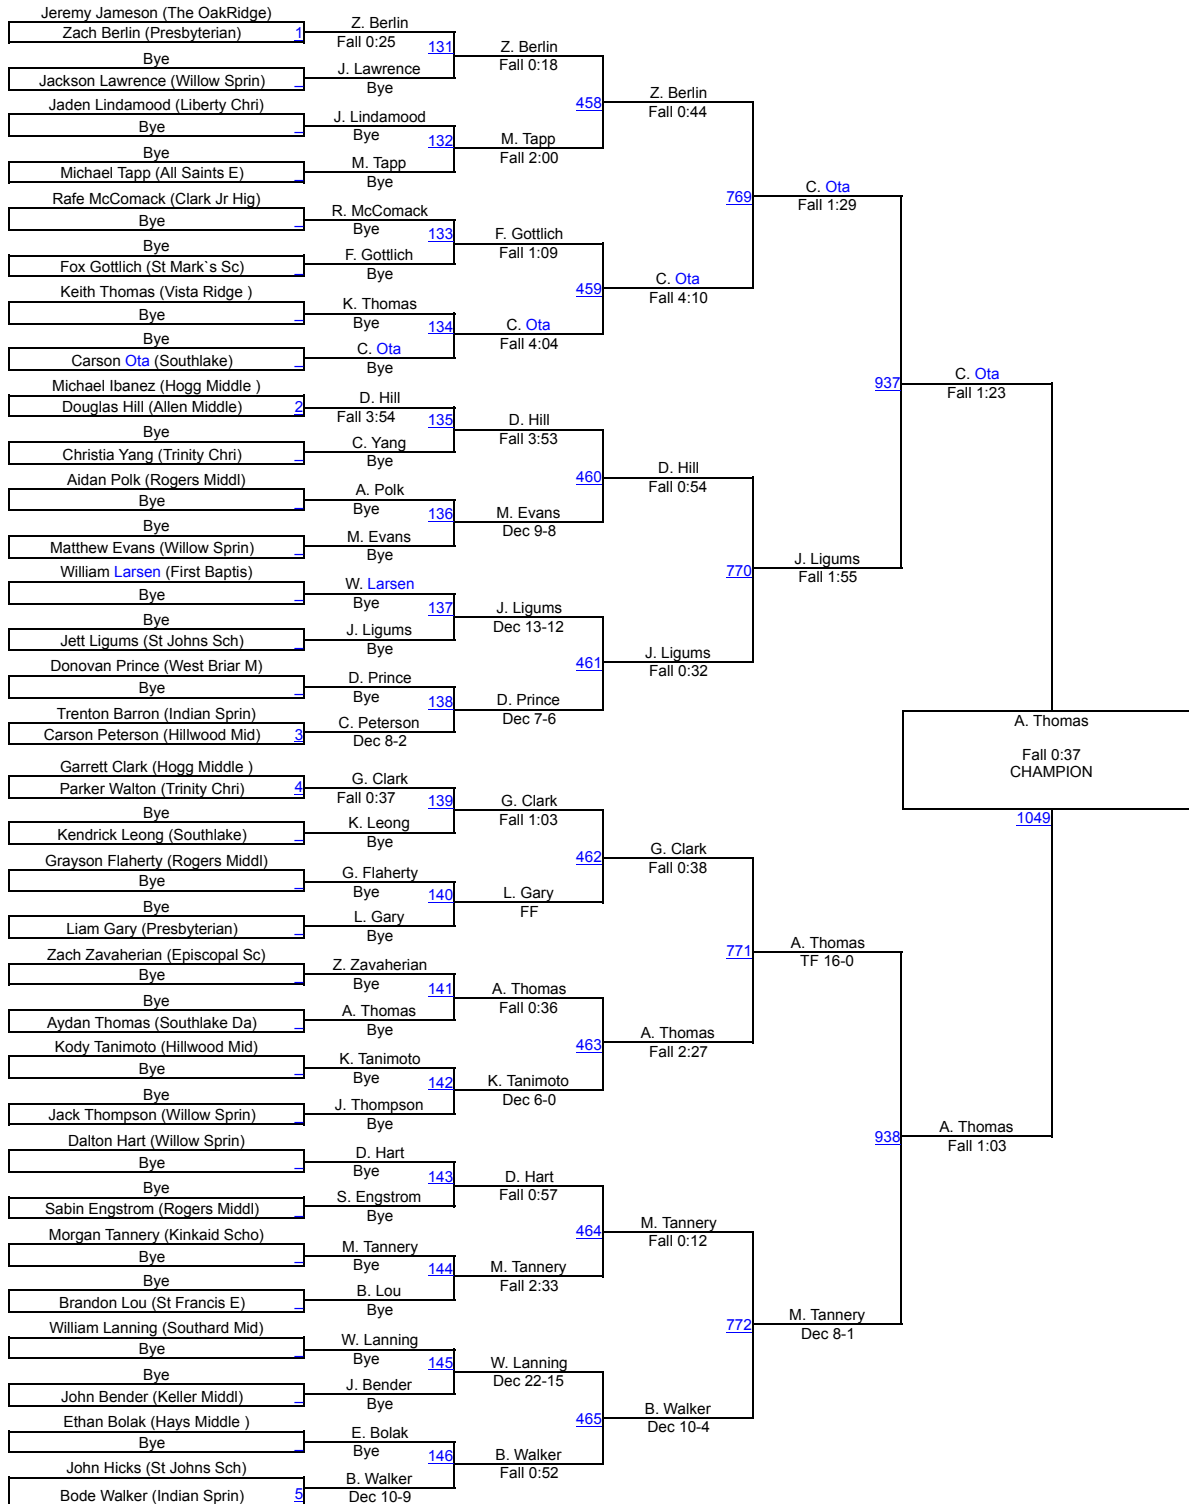 Jeremy Jameson (The OakRidge)
Zach Berlin (Presbyterian) 1
Bye
Jackson Lawrence (Willow Sprin) _
Jaden Lindamood (Liberty Chri)
Bye _
Bye
Michael Tapp (All Saints E) _
Rafe McComack (Clark Jr Hig)
Bye _
Bye
Fox Gottlich (St Mark`s Sc) _
Keith Thomas (Vista Ridge )
Bye _
Bye
Carson Ota (Southlake) _
Michael Ibanez (Hogg Middle )
Douglas Hill (Allen Middle) 2
Bye
Christia Yang (Trinity Chri) _
Aidan Polk (Rogers Middl)
Bye _
Bye
Matthew Evans (Willow Sprin) _
William Larsen (First Baptis)
Bye _
Bye
Jett Ligums (St Johns Sch) _
Donovan Prince (West Briar M)
Bye _
Trenton Barron (Indian Sprin)
Carson Peterson (Hillwood Mid) 3
Garrett Clark (Hogg Middle )
Parker Walton (Trinity Chri) 4
Bye
Kendrick Leong (Southlake) _
Grayson Flaherty (Rogers Middl)
Bye _
Bye
Liam Gary (Presbyterian) _
Zach Zavaherian (Episcopal Sc)
Bye _
Bye
Aydan Thomas (Southlake Da) _
Kody Tanimoto (Hillwood Mid)
Bye _
Bye
Jack Thompson (Willow Sprin) _
Dalton Hart (Willow Sprin)
Bye _
Bye
Sabin Engstrom (Rogers Middl) _
Morgan Tannery (Kinkaid Scho)
Bye _
Bye
Brandon Lou (St Francis E) _
William Lanning (Southard Mid)
Bye _
Bye
John Bender (Keller Middl) _
Ethan Bolak (Hays Middle )
Bye _
John Hicks (St Johns Sch)
Bode Walker (Indian Sprin) 5
Z. Berlin
Fall 0:25
131
J. Lawrence
Bye
J. Lindamood
Bye
132
M. Tapp
Bye
R. McComack
Bye
133
F. Gottlich
Bye
K. Thomas
Bye
134
C. Ota
Bye
D. Hill
Fall 3:54
135
C. Yang
Bye
A. Polk
Bye
136
M. Evans
Bye
W. Larsen
Bye
137
J. Ligums
Bye
D. Prince
Bye
138
C. Peterson
Dec 8-2
G. Clark
Fall 0:37
139
K. Leong
Bye
G. Flaherty
Bye
140
L. Gary
Bye
Z. Zavaherian
Bye
141
A. Thomas
Bye
K. Tanimoto
Bye
142
J. Thompson
Bye
D. Hart
Bye
143
S. Engstrom
Bye
M. Tannery
Bye
144
B. Lou
Bye
W. Lanning
Bye
145
J. Bender
Bye
E. Bolak
Bye
146
B. Walker
Dec 10-9
Z. Berlin
Fall 0:18
458
M. Tapp
Fall 2:00
F. Gottlich
Fall 1:09
459
C. Ota
Fall 4:04
D. Hill
Fall 3:53
460
M. Evans
Dec 9-8
J. Ligums
Dec 13-12
461
D. Prince
Dec 7-6
G. Clark
Fall 1:03
462
L. Gary
FF
A. Thomas
Fall 0:36
463
K. Tanimoto
Dec 6-0
D. Hart
Fall 0:57
464
M. Tannery
Fall 2:33
W. Lanning
Dec 22-15
465
B. Walker
Fall 0:52
Z. Berlin
Fall 0:44
769
C. Ota
Fall 4:10
D. Hill
Fall 0:54
770
J. Ligums
Fall 0:32
G. Clark
Fall 0:38
771
A. Thomas
Fall 2:27
M. Tannery
Fall 0:12
772
B. Walker
Dec 10-4
C. Ota
Fall 1:29
937
J. Ligums
Fall 1:55
A. Thomas
TF 16-0
938
M. Tannery
Dec 8-1
C. Ota
Fall 1:23
A. Thomas
Fall 1:03
A. Thomas
Fall 0:37
CHAMPION
1049